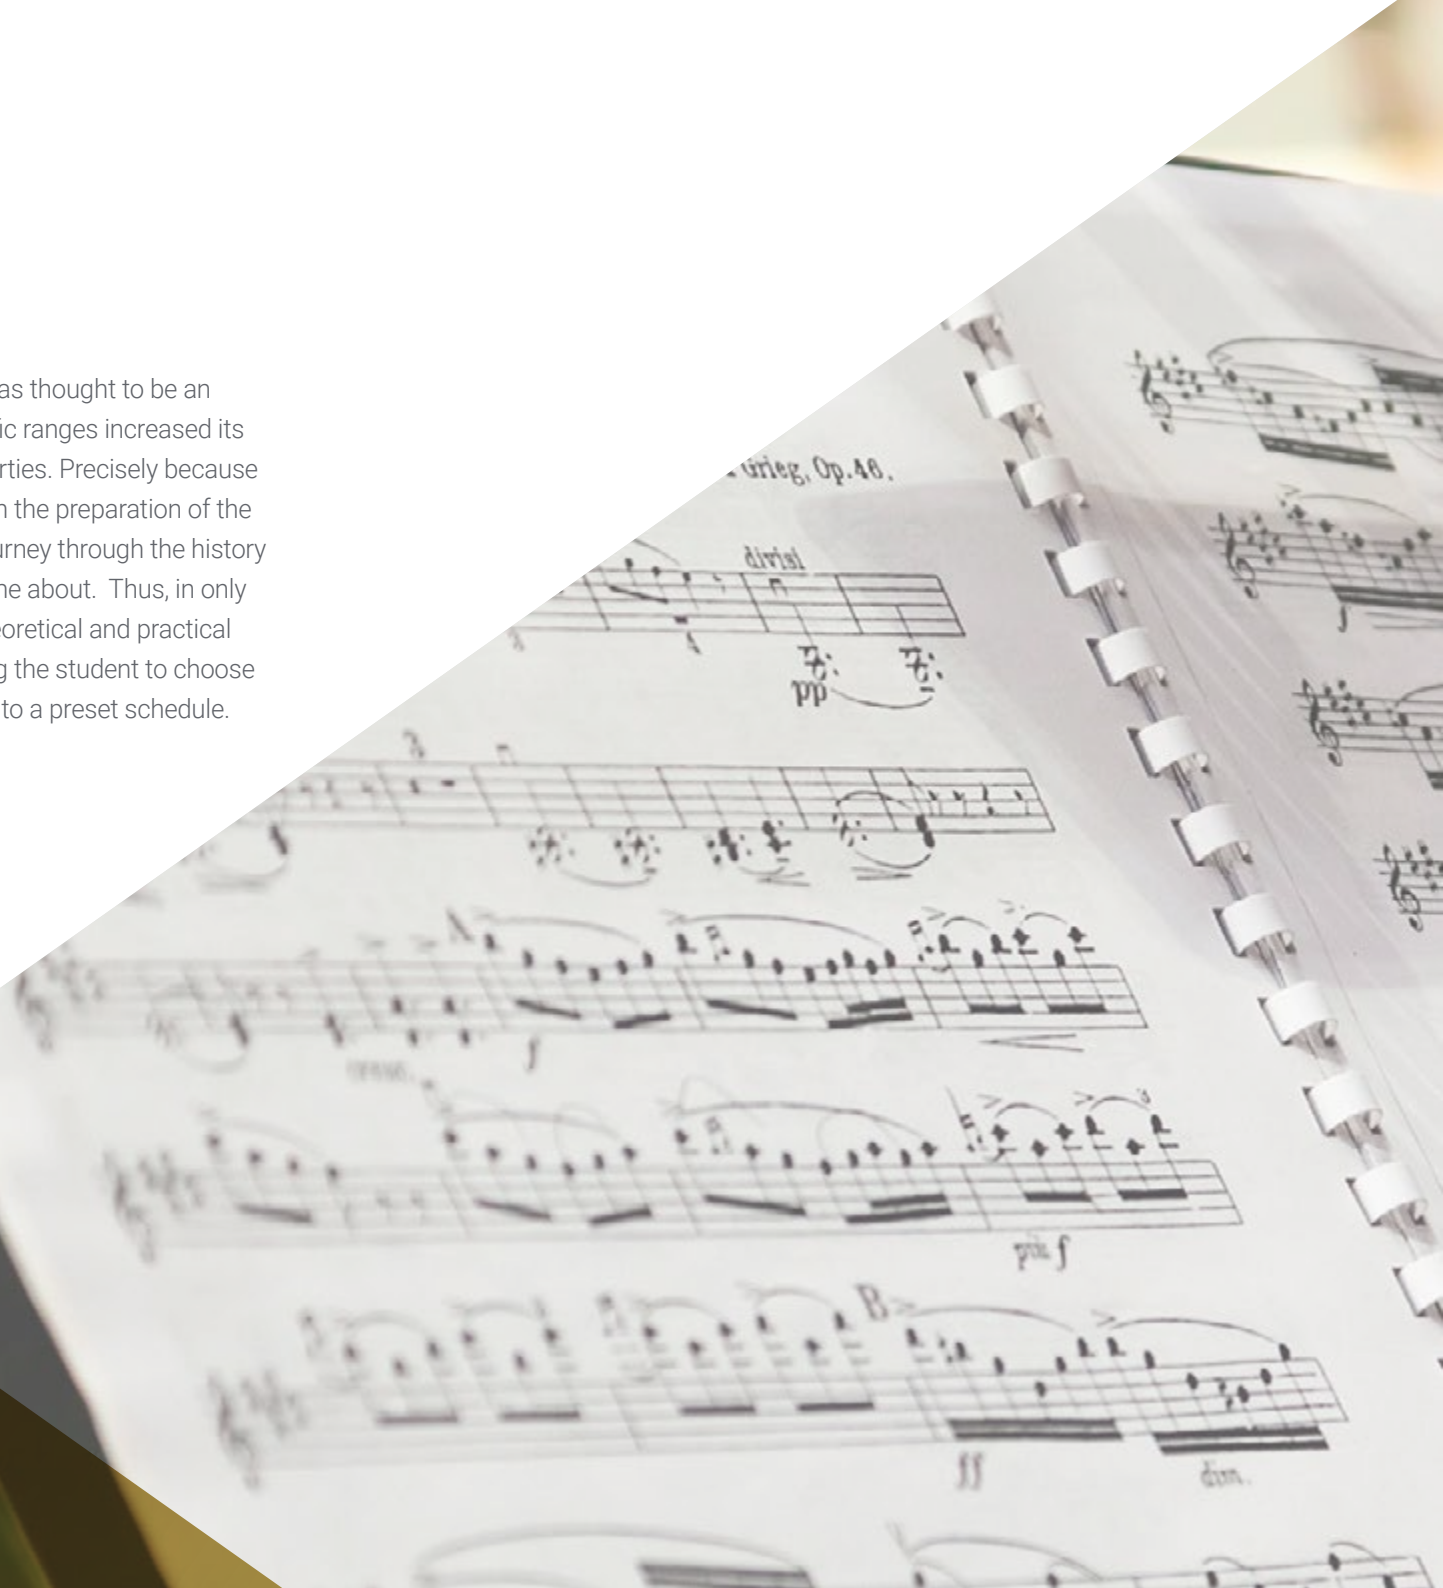 as thought to be an
ic ranges increased its
rties. Precisely because
n the preparation of the
urney through the history
ne about. Thus, in only
oretical and practical
g the student to choose
to a preset schedule.
Grieg, Op. 46.
divisi
pp
3
A
f
più f
B
ff
dim.